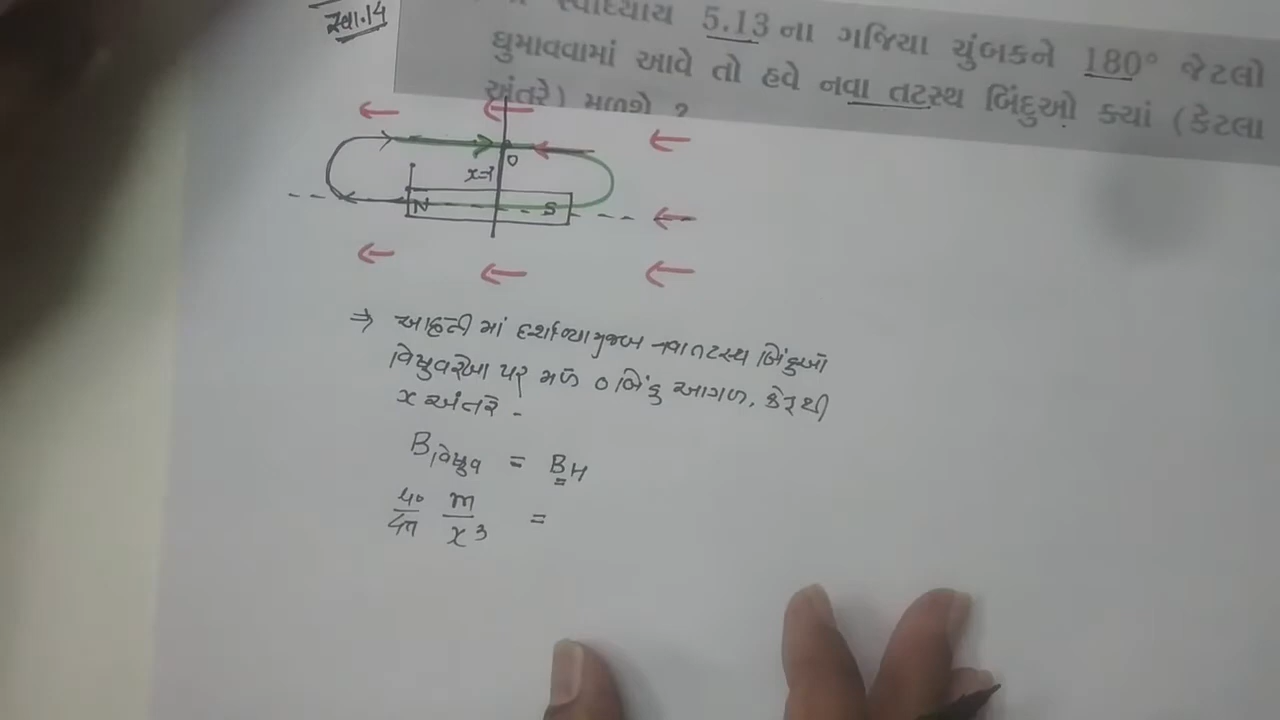 સ્વા.14
સ્વાધ્યાય 5.13 ના ગજિયા ચુંબકને 180° જેટલો
ઘુમાવવામાં આવે તો હવે નવા તટસ્થ બિંદુઓ ક્યાં (કેટલા
અંતરે) મળશે ?
O
x=?
N S
⇒ આકૃતીમાં દર્શાવ્યા મુજબ નવા તટસ્થ બિંદુઓ
વિષુવરેખા પર મળે O બિંદુ આગળ, કેન્દ્રથી
x અંતરે -
B વિષુવ = BH
μ0/4π m/x³ =